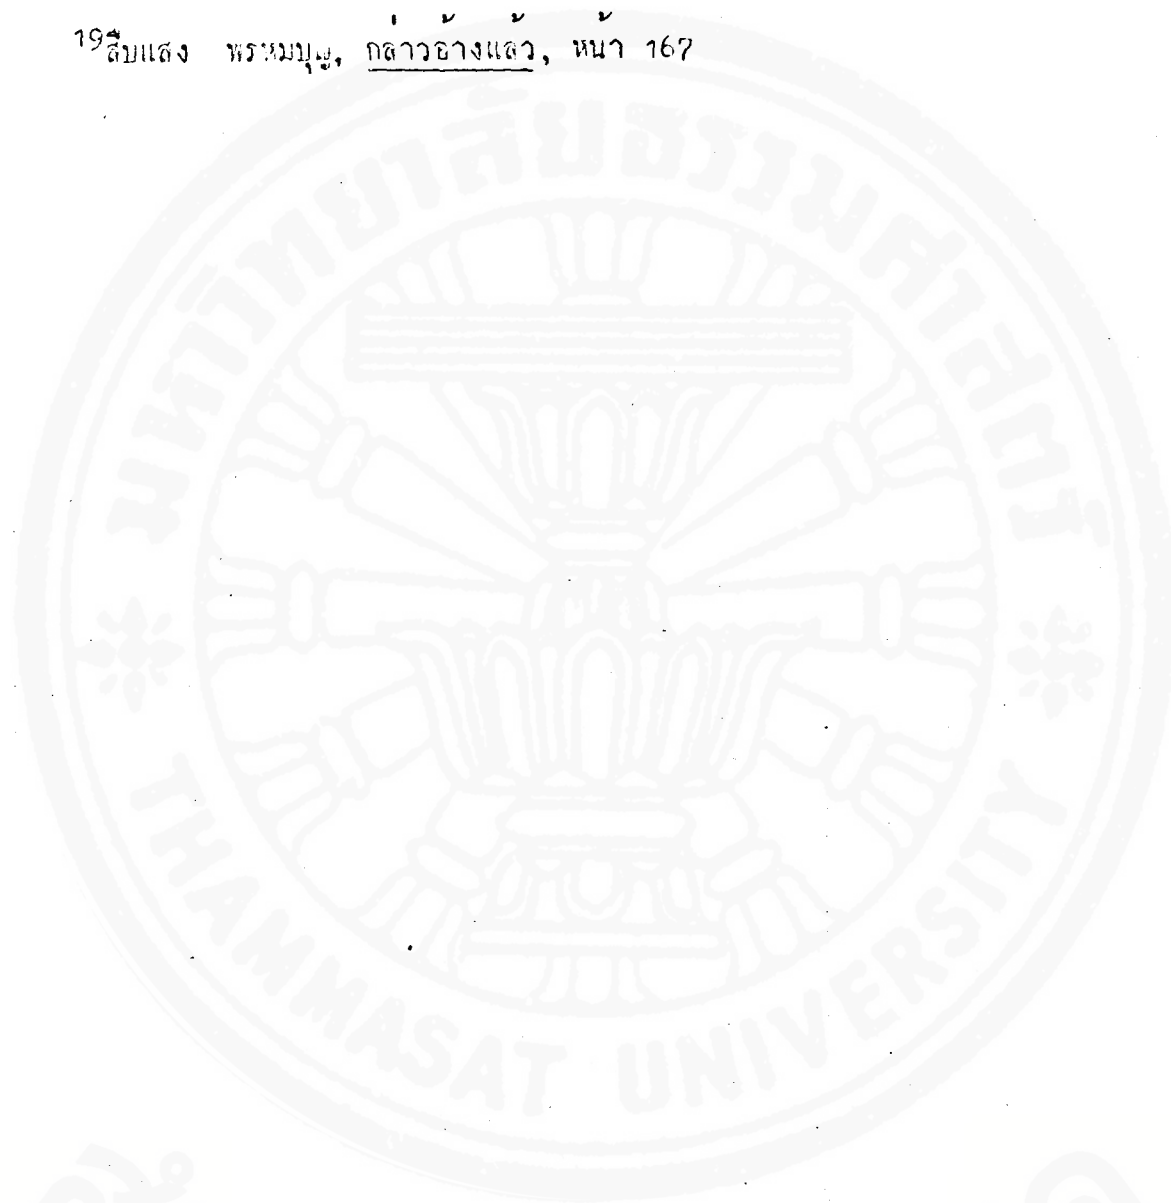 19สืบแสง พรหมบุญ, กล่าวอ้างแล้ว, หน้า 167
มหาวิทยาลัยธรรมศาสตร์
THAMMASAT UNIVERSITY